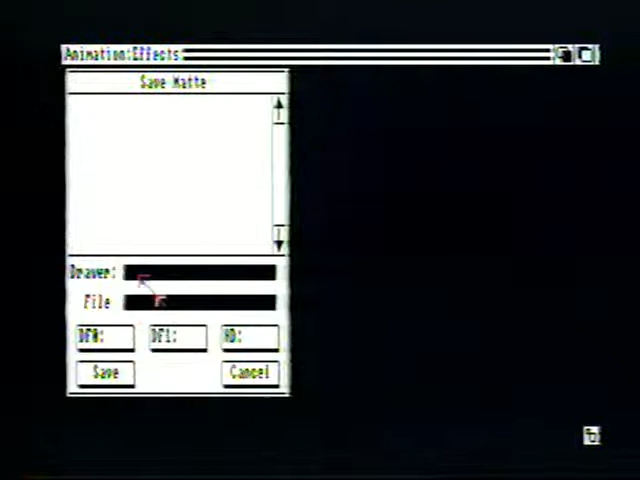 Animation:Effects:
Save Matte
Drawer:
File
DF0: DF1: HD:
Save Cancel